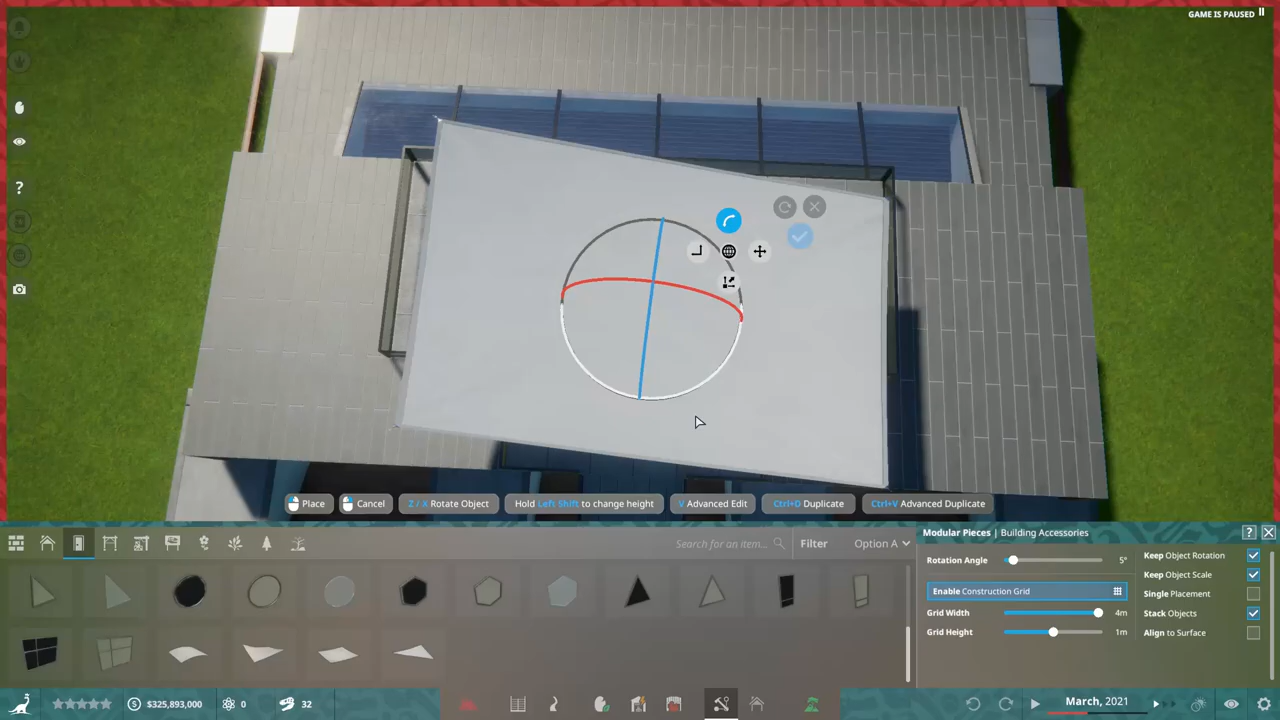 GAME IS PAUSED
?
Place
Cancel
Z / X Rotate Object
Hold Left Shift to change height
V Advanced Edit
Ctrl+D Duplicate
Ctrl+V Advanced Duplicate
Search for an item...
Filter
Option A
Modular Pieces | Building Accessories
?
Rotation Angle
5°
Enable Construction Grid
Grid Width
4m
Grid Height
1m
Keep Object Rotation
Keep Object Scale
Single Placement
Stack Objects
Align to Surface
$325,893,000
0
32
March, 2021